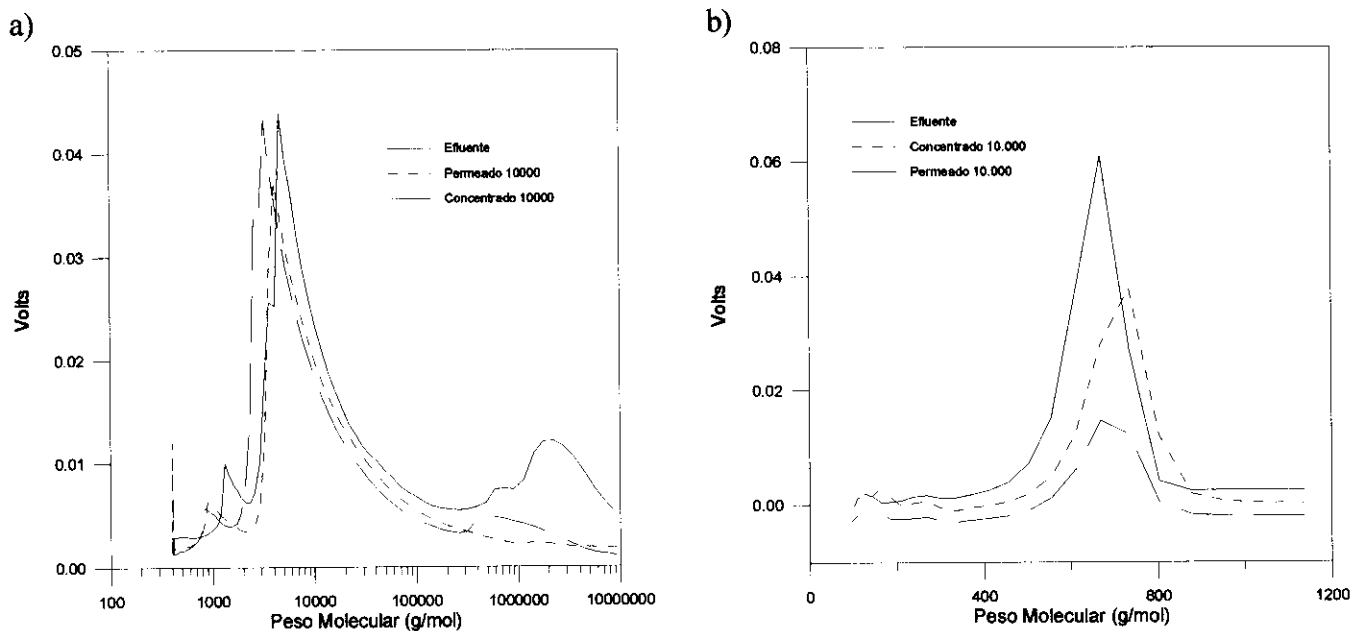 a)
0.05
0.04
0.03
0.02
0.01
0.00
Volts
Efluente
Permeado 10000
Concentrado 10000
100
1000
10000
100000
1000000
10000000
Peso Molecular (g/mol)
b)
0.08
0.06
0.04
0.02
0.00
Volts
Efluente
Concentrado 10.000
Permeado 10.000
0
400
800
1200
Peso Molecular (g/mol)